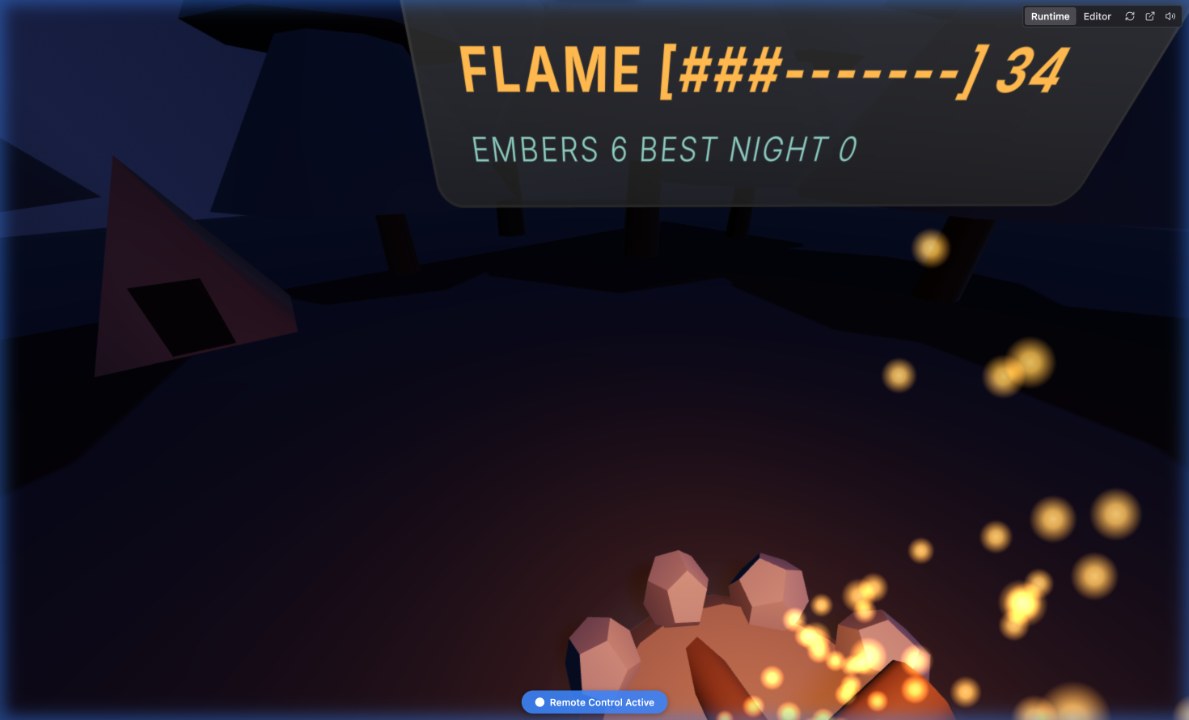 Runtime Editor
FLAME [###-------] 34
EMBERS 6 BEST NIGHT 0
Remote Control Active